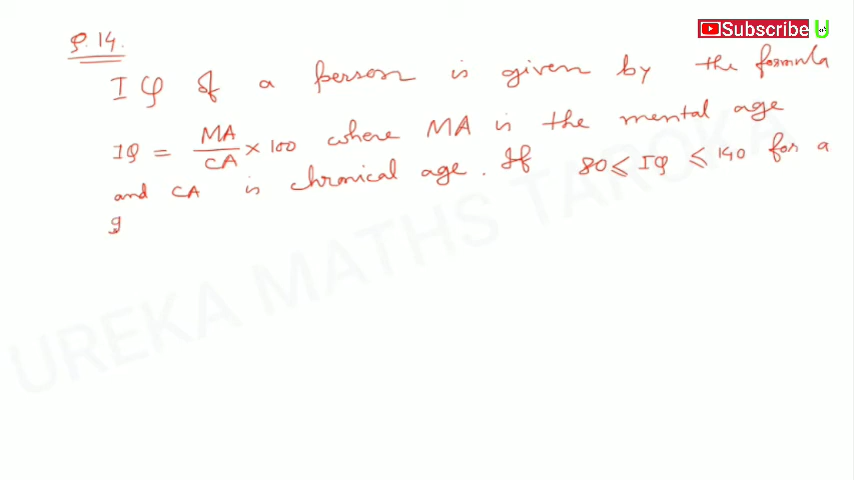 Subscribe U
Q.14.
IQ of a person is given by the formula
IQ = MA/CA × 100 where MA is the mental age
and CA is chronical age. If 80 ≤ IQ ≤ 140 for a
g
UREKA MATHS TAROKA